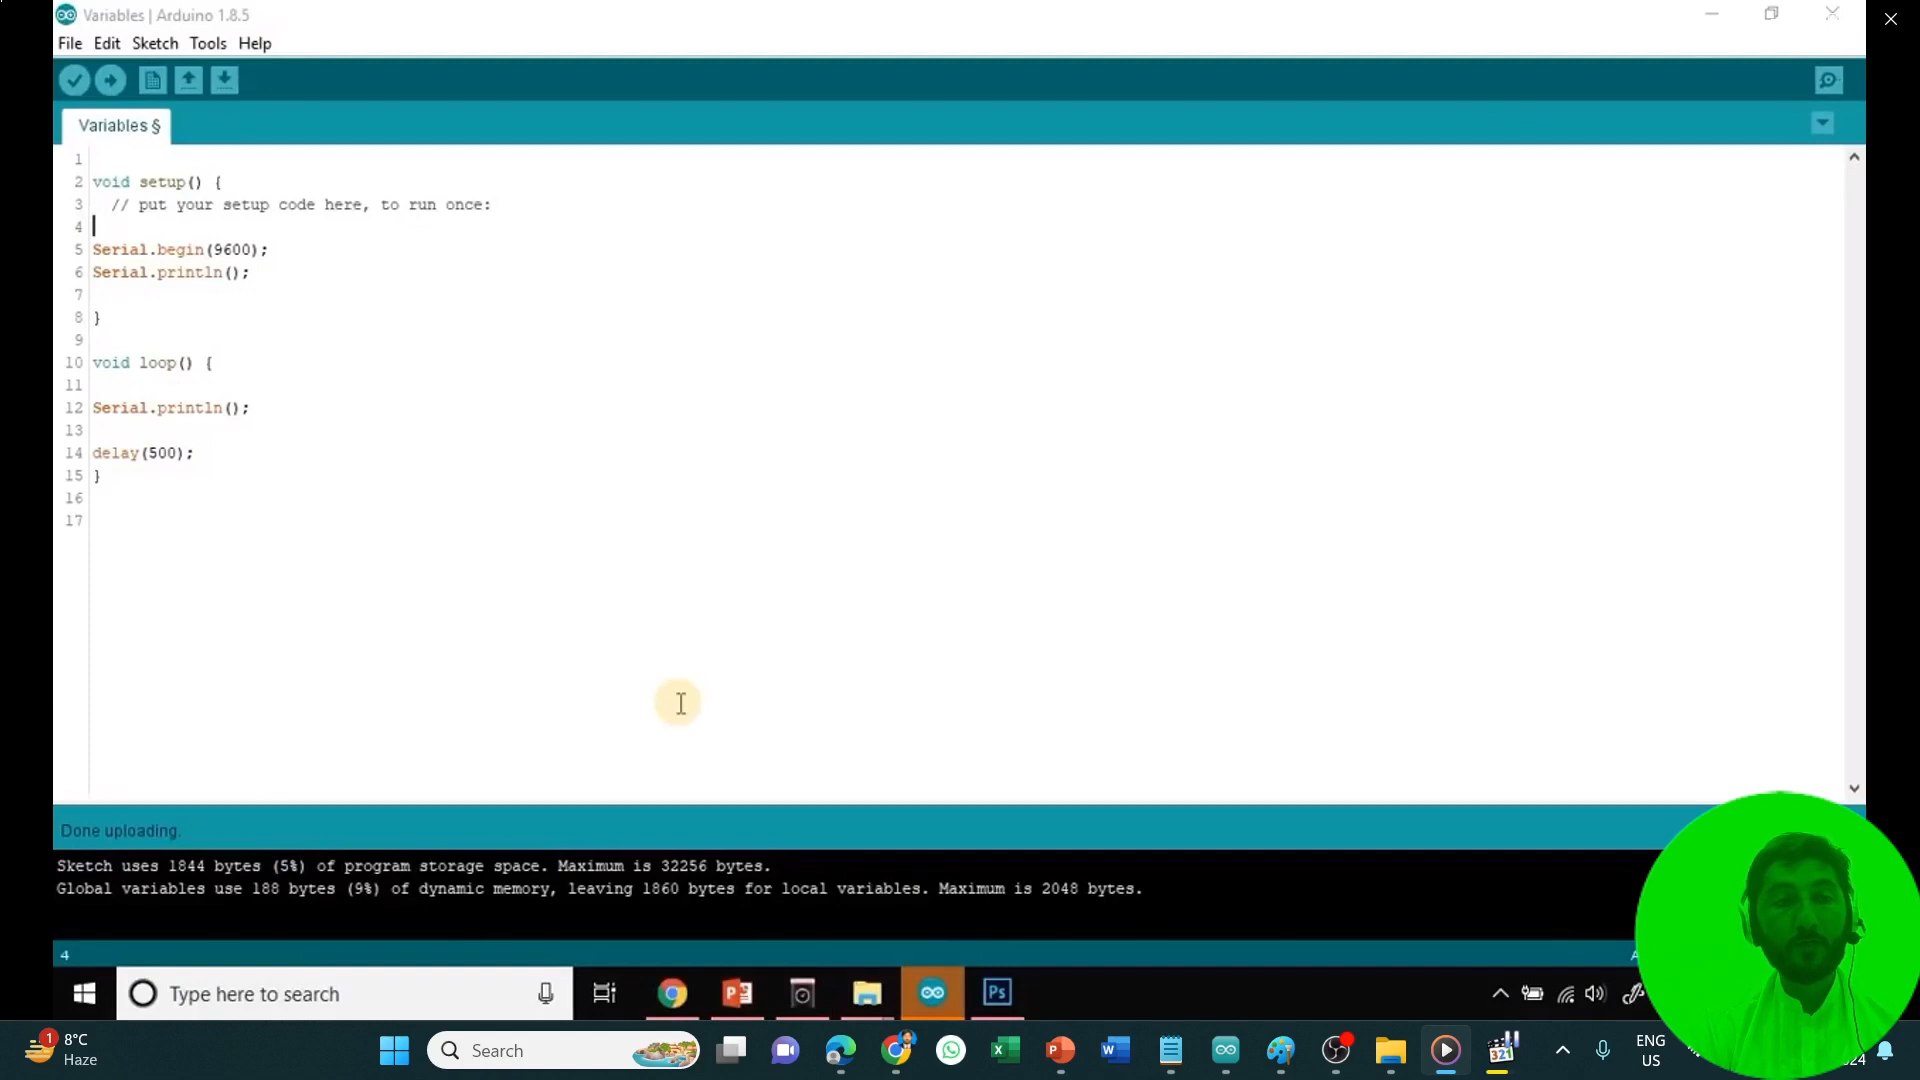 Variables | Arduino 1.8.5
File Edit Sketch Tools Help
Variables §
1
2 void setup() {
3 // put your setup code here, to run once:
4
5 Serial.begin(9600);
6 Serial.println();
7
8 }
9
10 void loop() {
11
12 Serial.println();
13
14 delay(500);
15 }
16
17
Done uploading.
Sketch uses 1844 bytes (5%) of program storage space. Maximum is 32256 bytes.
Global variables use 188 bytes (9%) of dynamic memory, leaving 1860 bytes for local variables. Maximum is 2048 bytes.
4
Type here to search
Ps
1
8°C
Haze
Search
321
ENG
US
24